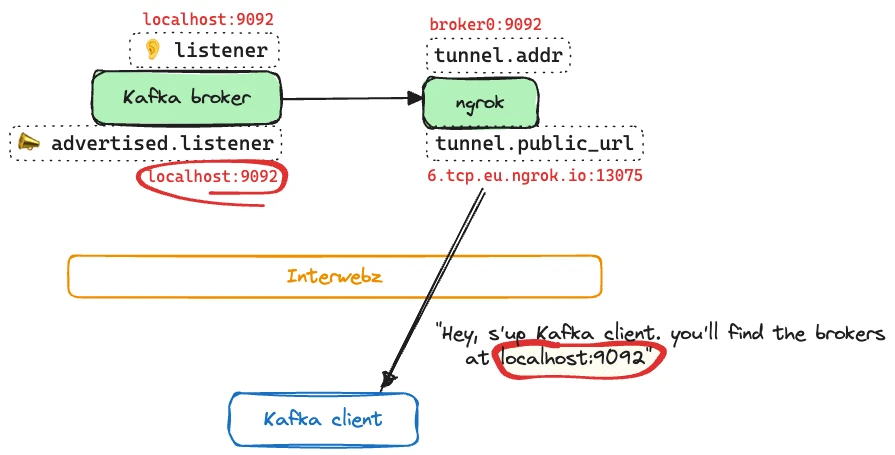 localhost:9092
👂 listener
Kafka broker
📣 advertised.listener
localhost:9092
broker0:9092
tunnel.addr
ngrok
tunnel.public_url
6.tcp.eu.ngrok.io:13075
Interwebz
"Hey, s'up Kafka client. you'll find the brokers
at localhost:9092"
Kafka client